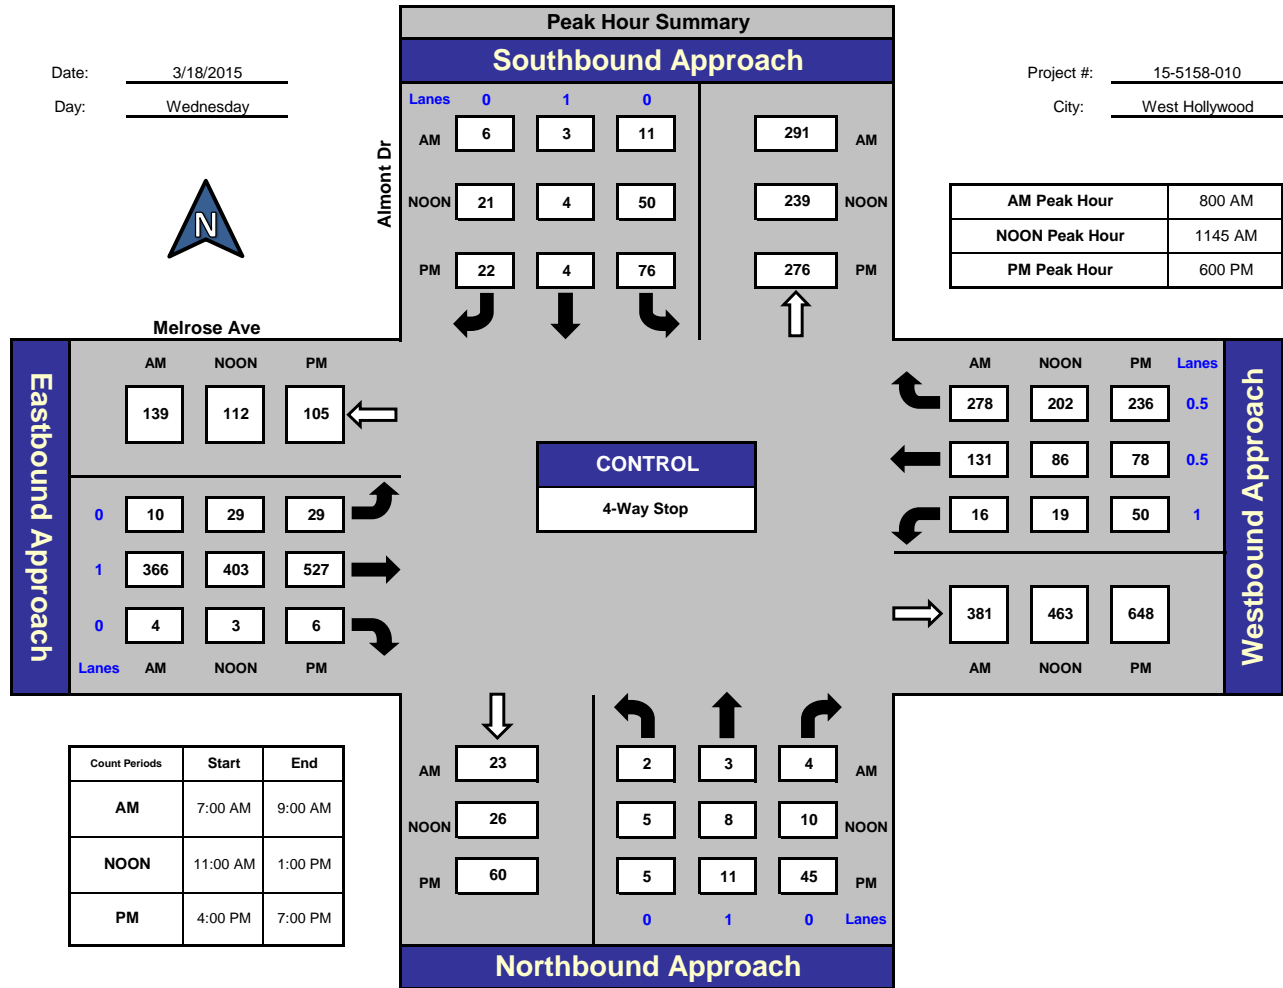 Peak Hour Summary
Southbound Approach
Date: 3/18/2015
Day: Wednesday
Project #: 15-5158-010
City: West Hollywood
N
Almont Dr
Lanes 0 1 0
AM 6 3 11 291 AM
NOON 21 4 50 239 NOON
PM 22 4 76 276 PM
AM Peak Hour 800 AM
NOON Peak Hour 1145 AM
PM Peak Hour 600 PM
Melrose Ave
Eastbound Approach
AM NOON PM
139 112 105
0 10 29 29
1 366 403 527
0 4 3 6
Lanes AM NOON PM
CONTROL
4-Way Stop
AM NOON PM Lanes
278 202 236 0.5
131 86 78 0.5
16 19 50 1
381 463 648
AM NOON PM
Westbound Approach
Count Periods Start End
AM 7:00 AM 9:00 AM
NOON 11:00 AM 1:00 PM
PM 4:00 PM 7:00 PM
AM 23 2 3 4 AM
NOON 26 5 8 10 NOON
PM 60 5 11 45 PM
0 1 0 Lanes
Northbound Approach